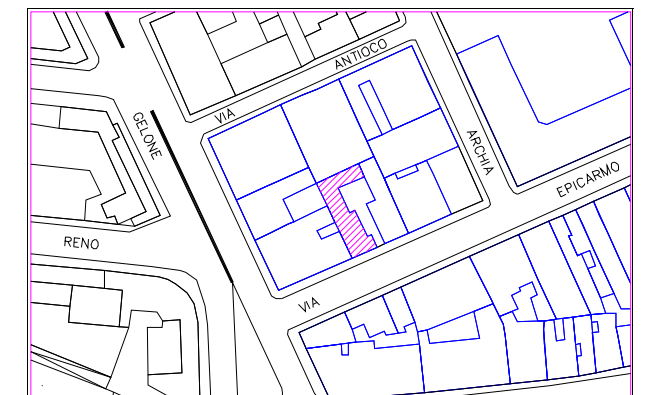 VIA ANTIOCO
GELONE
ARCHIA
RENO
VIA EPICARMO